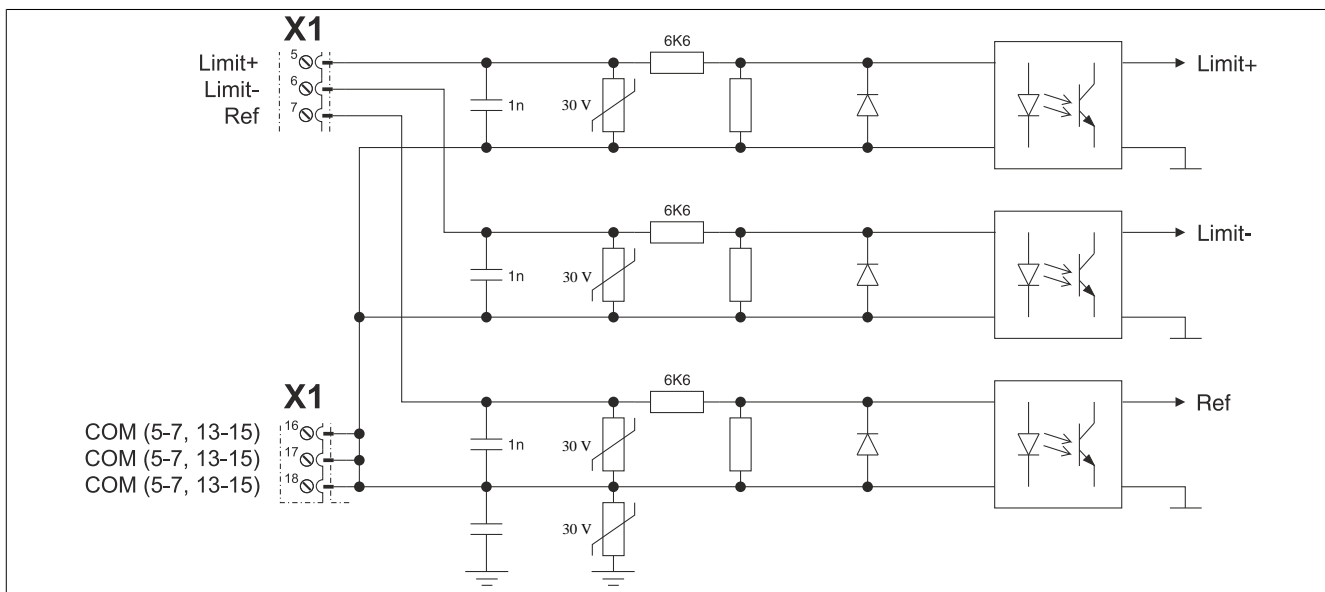 X1
5
Limit+
6
Limit-
7
Ref
6K6
1n
30 V
Limit+
6K6
1n
30 V
Limit-
X1
16
COM (5-7, 13-15)
17
COM (5-7, 13-15)
18
COM (5-7, 13-15)
6K6
1n
30 V
Ref
30 V